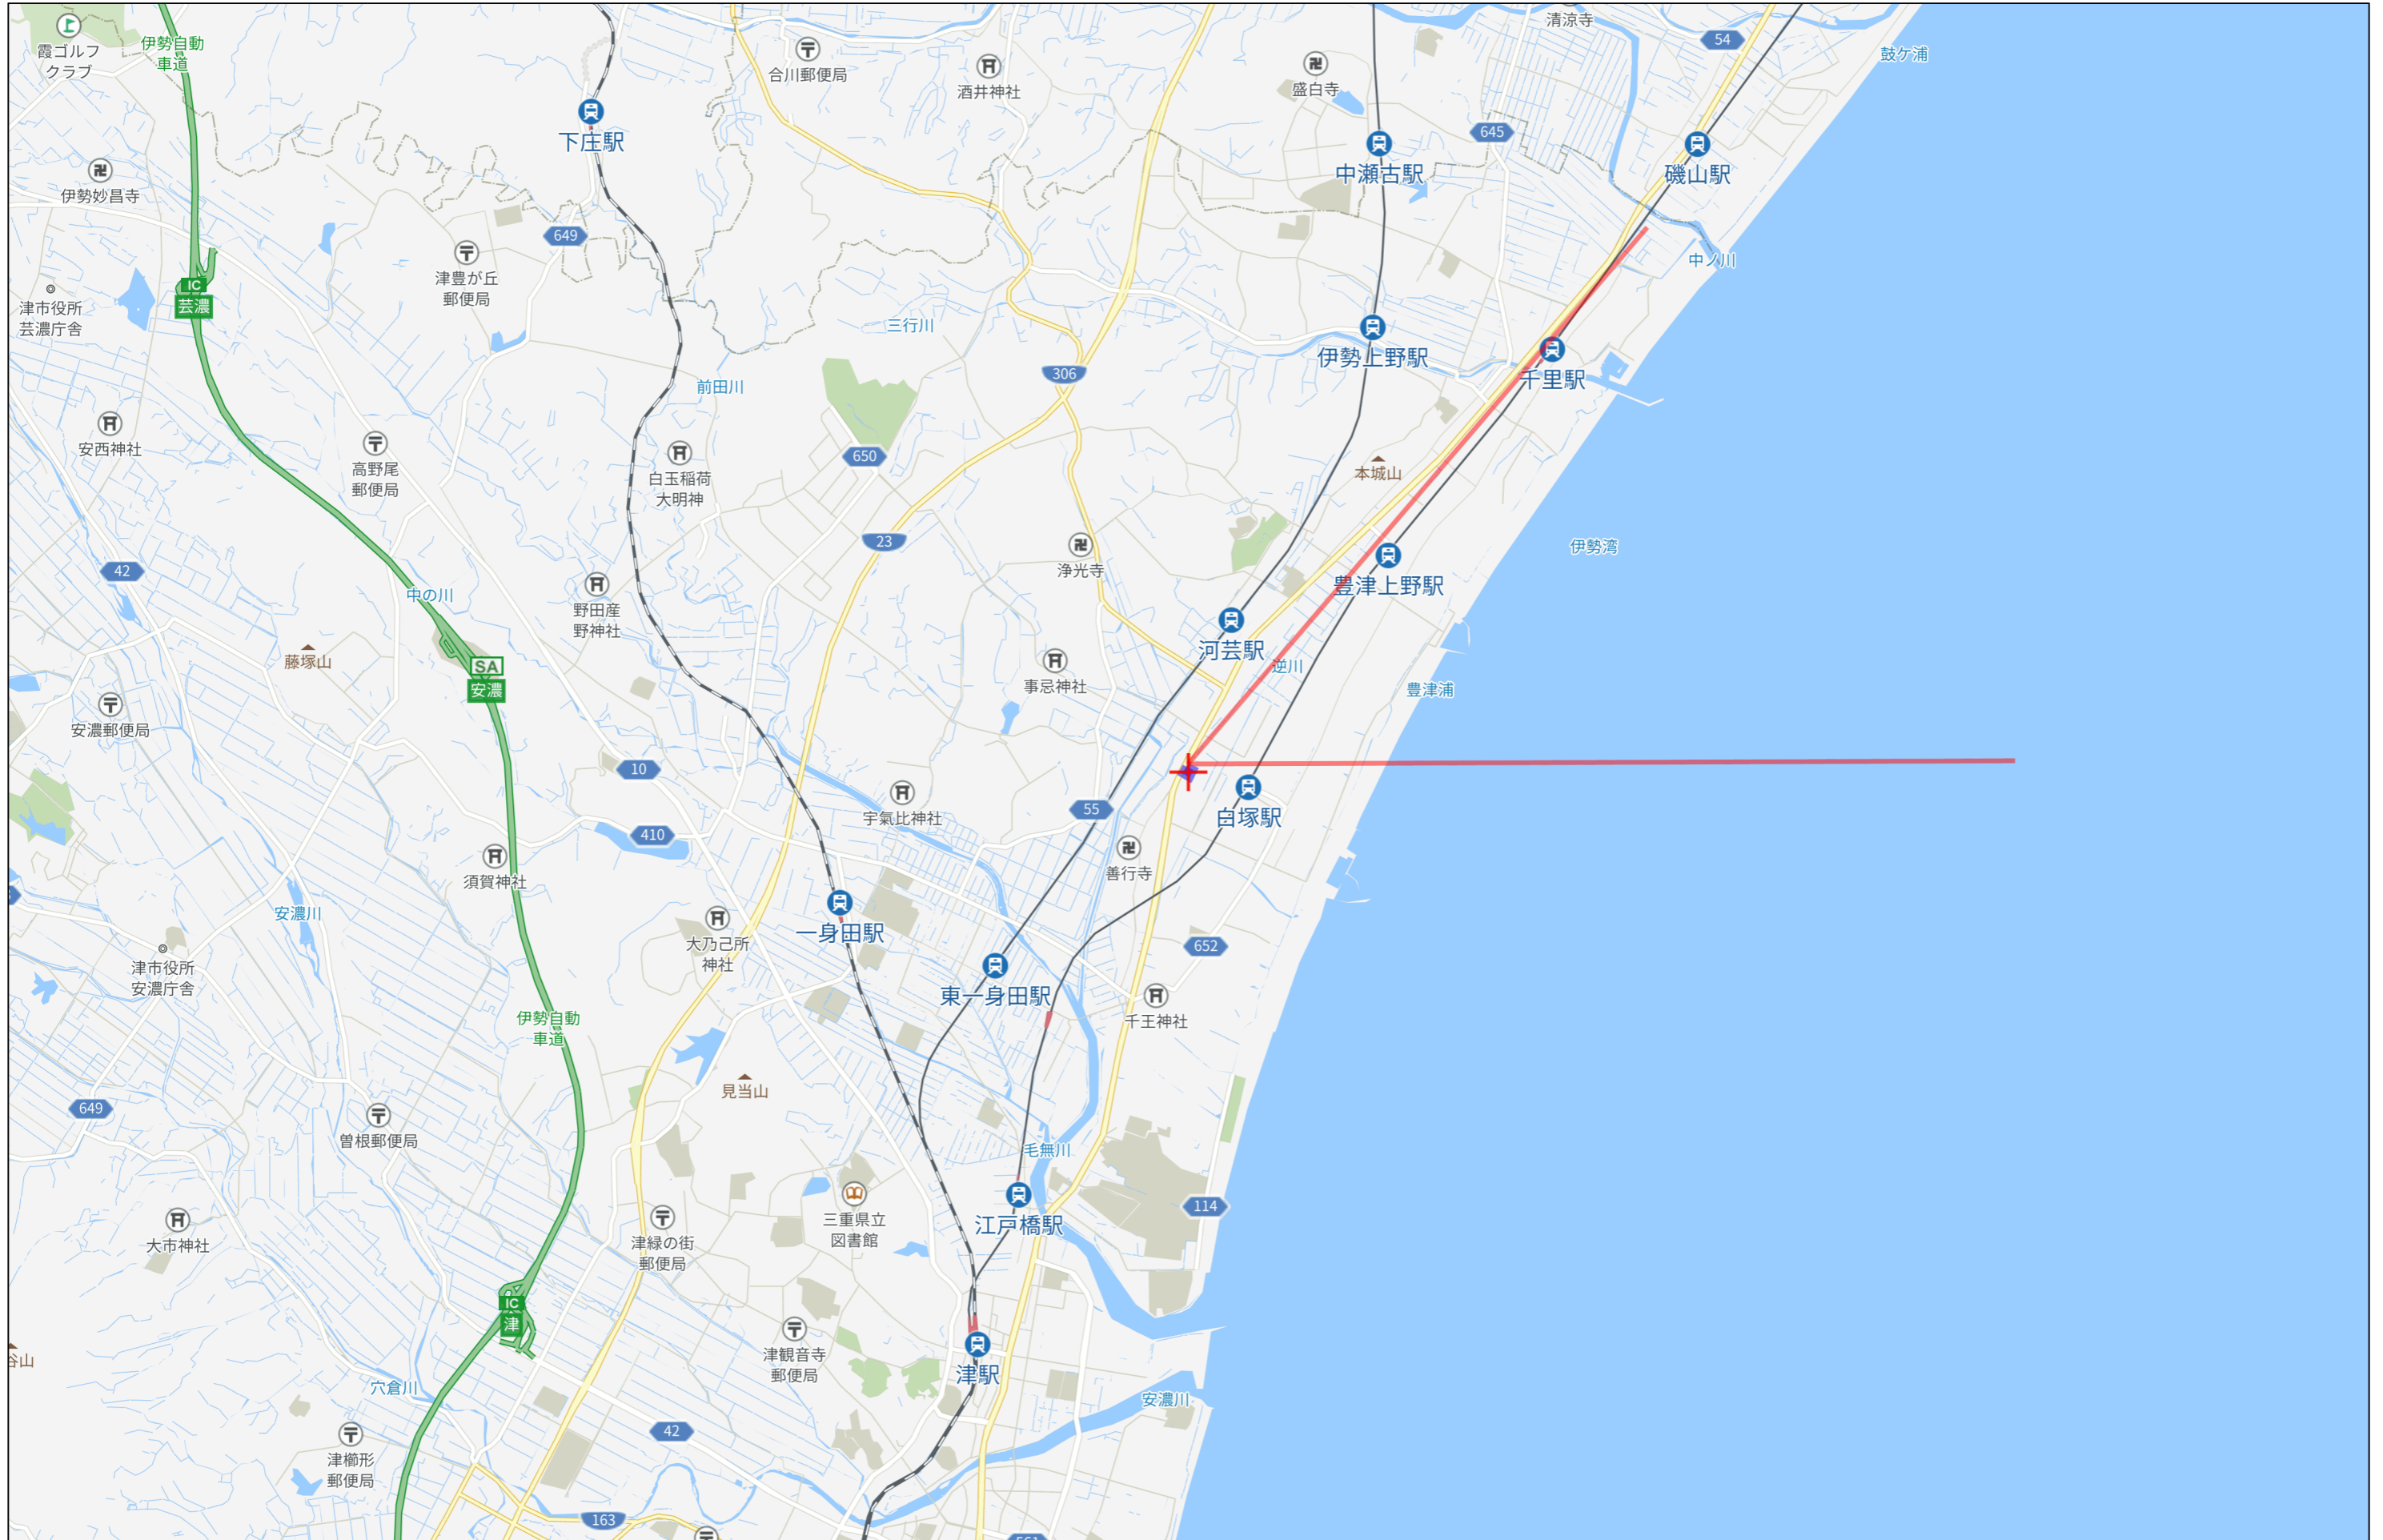 清涼寺
54
鼓ケ浦
霞ゴルフ
クラブ
伊勢自動
車道
合川郵便局
酒井神社
盛白寺
下庄駅
645
中瀬古駅
磯山駅
伊勢妙昌寺
649
津豊が丘
郵便局
中ノ川
IC
芸濃
津市役所
芸濃庁舎
三行川
伊勢上野駅
千里駅
306
前田川
安西神社
高野尾
郵便局
白玉稲荷
大明神
650
本城山
23
浄光寺
伊勢湾
42
中の川
野田産
野神社
豊津上野駅
河芸駅
逆川
藤塚山
SA
安濃
事忌神社
豊津浦
安濃郵便局
10
宇氣比神社
55
白塚駅
410
善行寺
須賀神社
安濃川
一身田駅
大乃己所
神社
652
津市役所
安濃庁舎
東一身田駅
千王神社
伊勢自動
車道
見当山
649
曽根郵便局
毛無川
三重県立
図書館
江戸橋駅
114
大市神社
津緑の街
郵便局
IC
津
津観音寺
郵便局
津駅
谷山
穴倉川
安濃川
42
津櫛形
郵便局
163
561